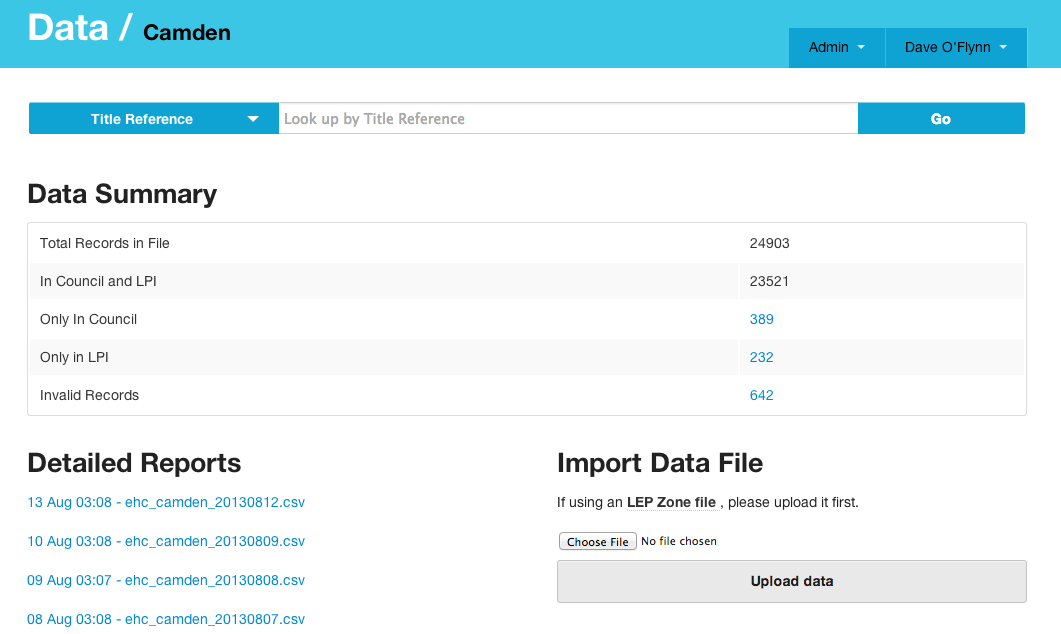 Data / Camden
Admin
Dave O'Flynn
Title Reference
Look up by Title Reference
Go
Data Summary
Total Records in File 24903
In Council and LPI 23521
Only In Council 389
Only in LPI 232
Invalid Records 642
Detailed Reports
13 Aug 03:08 - ehc_camden_20130812.csv
10 Aug 03:08 - ehc_camden_20130809.csv
09 Aug 03:07 - ehc_camden_20130808.csv
08 Aug 03:08 - ehc_camden_20130807.csv
Import Data File
If using an LEP Zone file , please upload it first.
Choose File No file chosen
Upload data